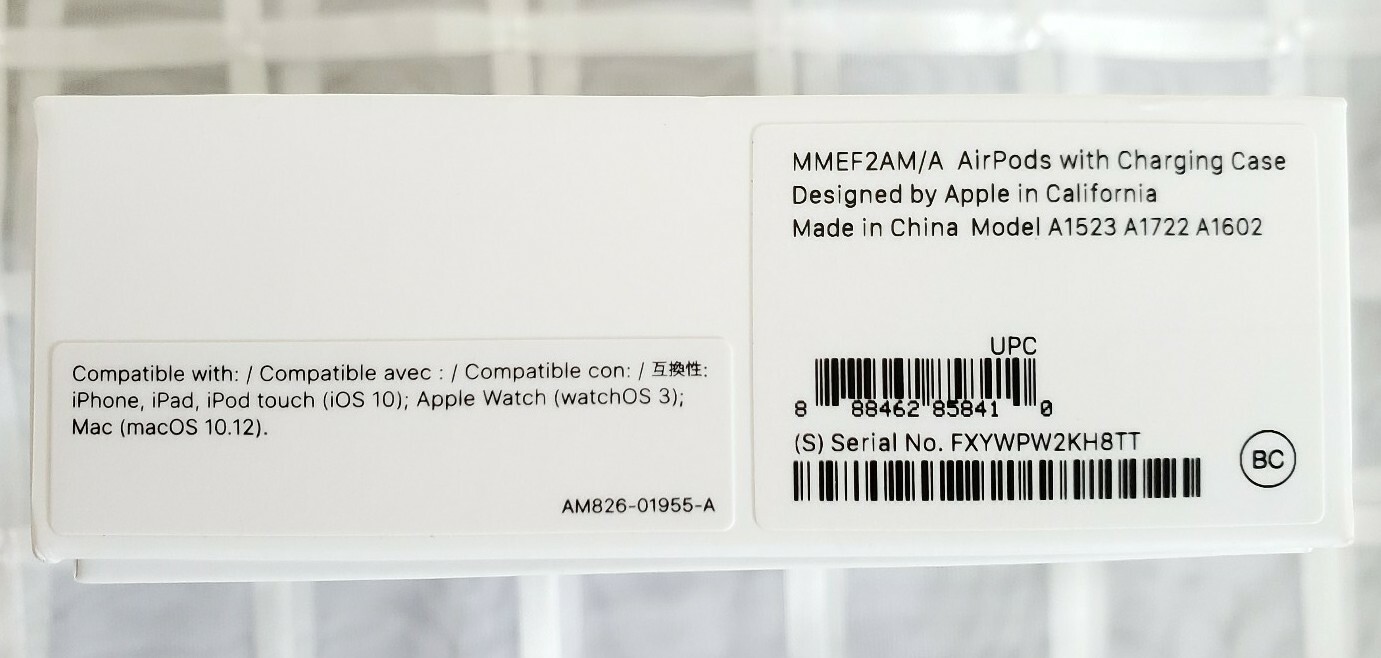 MMEF2AM/A AirPods with Charging Case
Designed by Apple in California
Made in China Model A1523 A1722 A1602
UPC
8 88462 85841 0
(S) Serial No. FXYWPW2KH8TT
BC
Compatible with: / Compatible avec : / Compatible con: / 互換性:
iPhone, iPad, iPod touch (iOS 10); Apple Watch (watchOS 3);
Mac (macOS 10.12).
AM826-01955-A